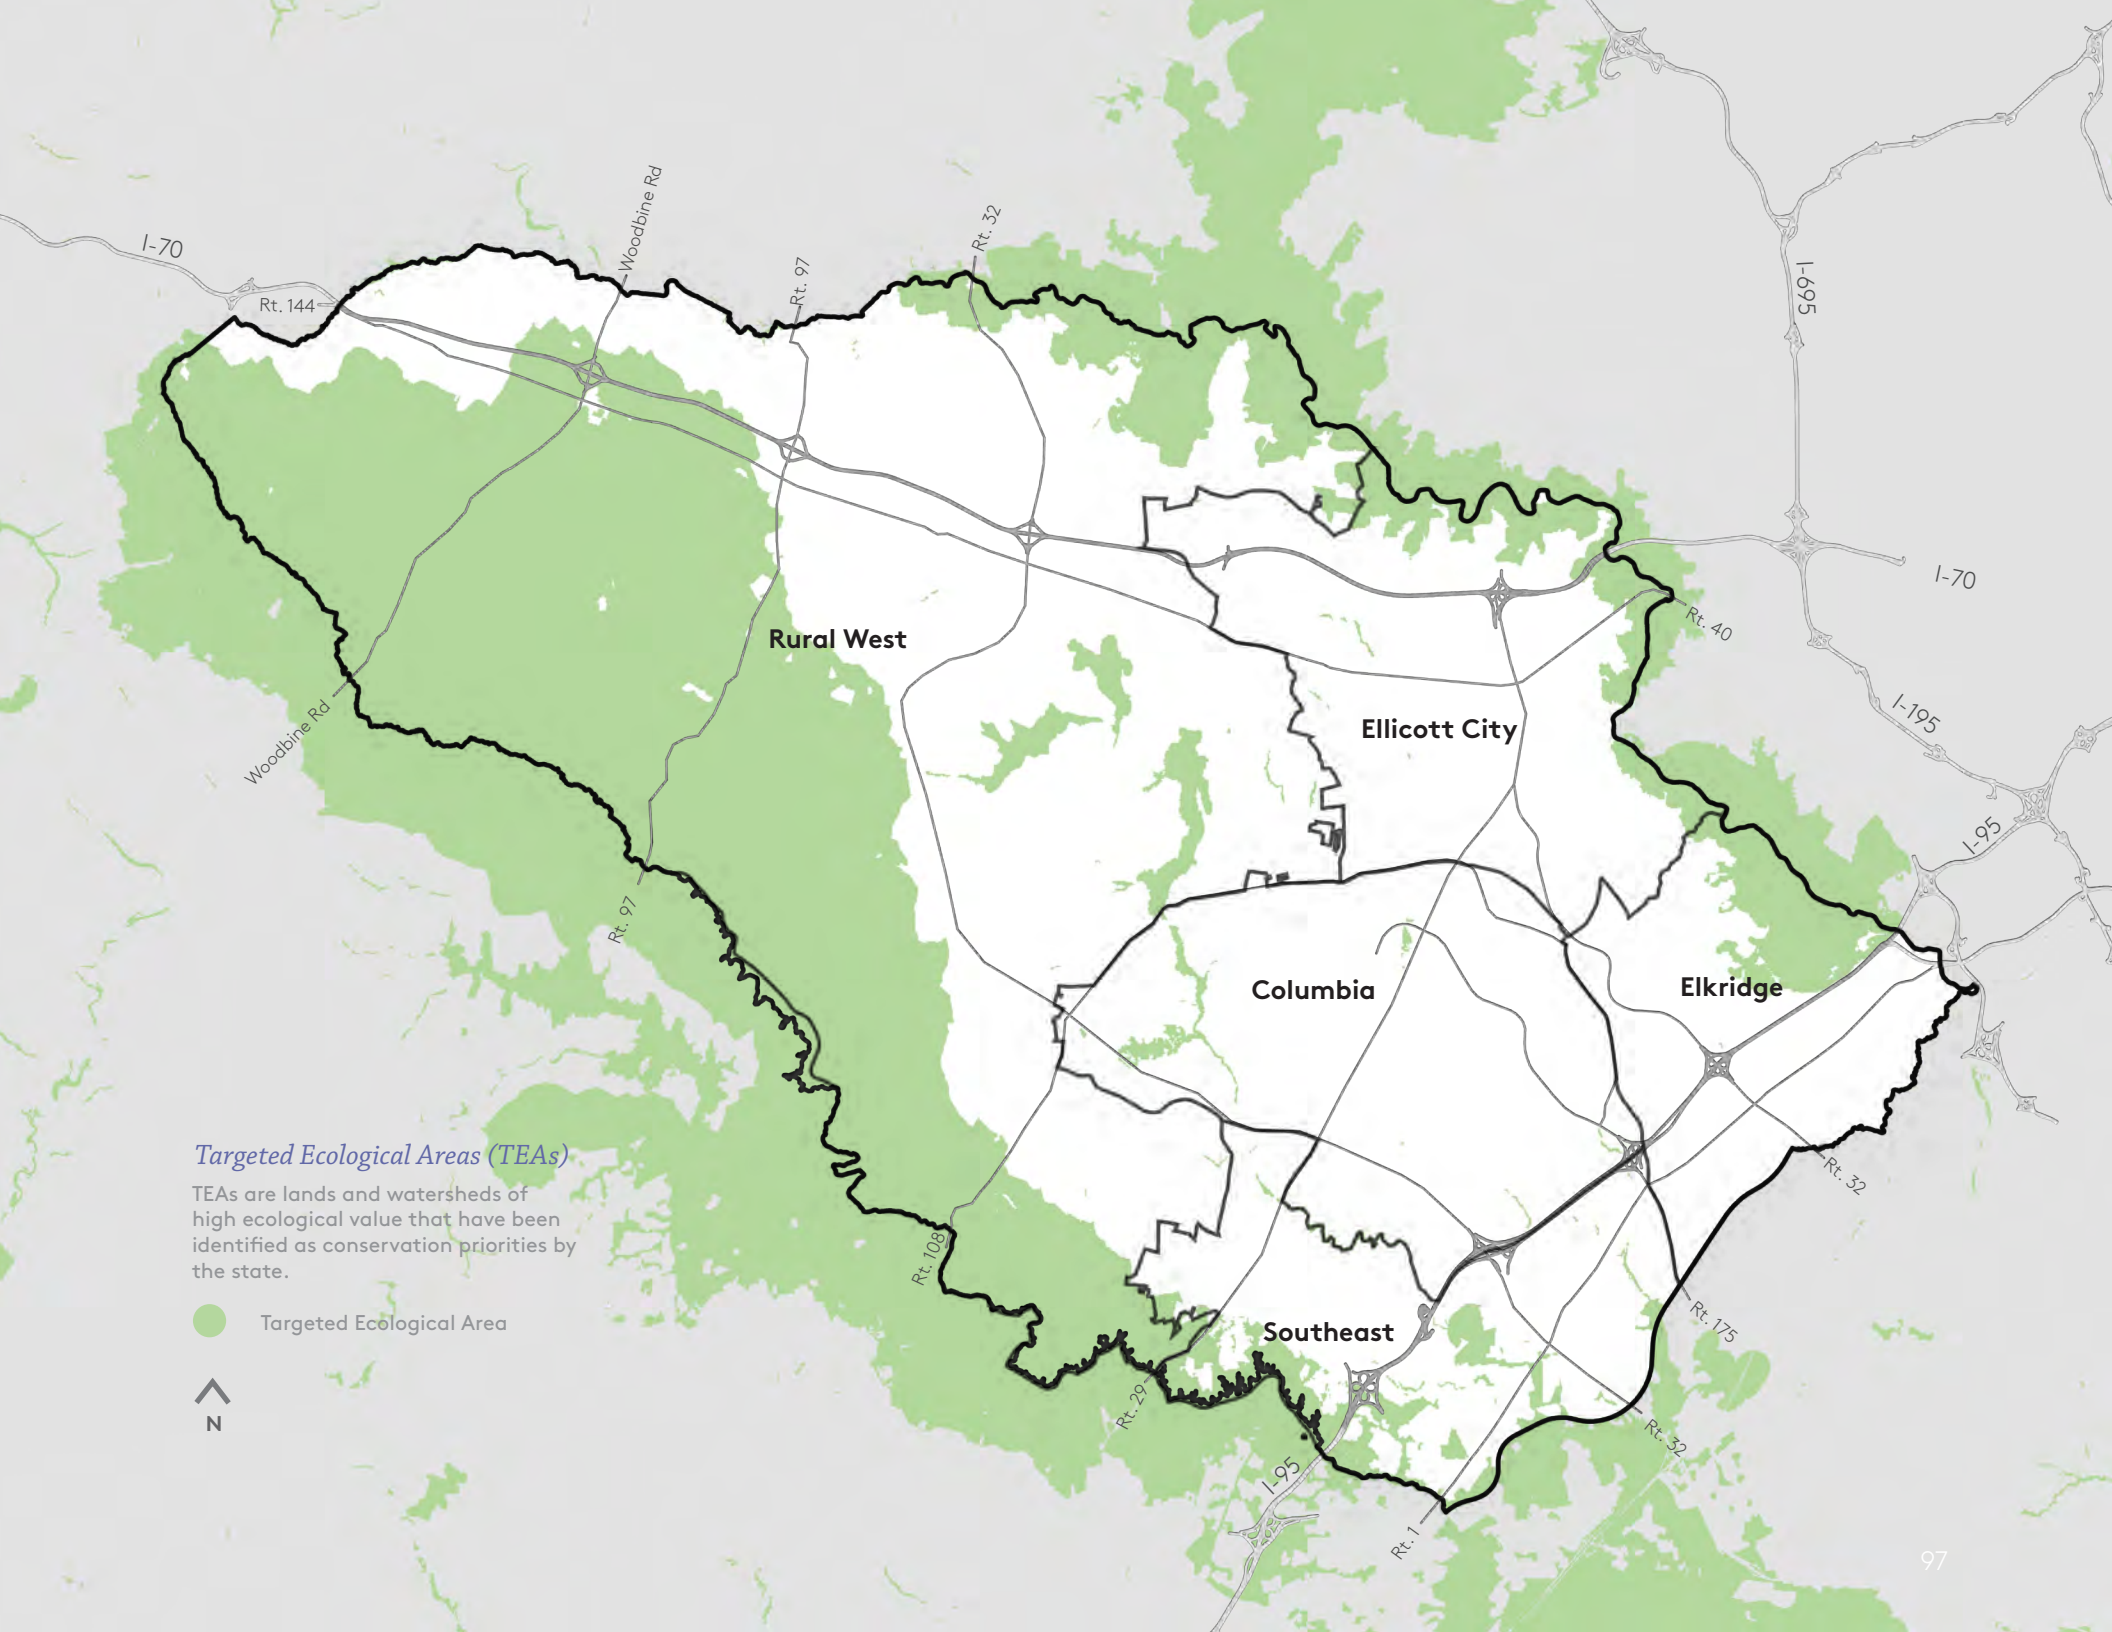 Woodbine Rd
Rt. 32
I-70
Rt. 144
Rt. 97
I-695
I-70
Rt. 40
Rural West
Ellicott City
I-195
Woodbine Rd
I-95
Rt. 97
Columbia
Elkridge
Targeted Ecological Areas (TEAs)
TEAs are lands and watersheds of
high ecological value that have been
identified as conservation priorities by
the state.
Targeted Ecological Area
N
Rt. 32
Rt. 108
Rt. 175
Southeast
Rt. 29
Rt. 32
I-95
Rt. 1
97